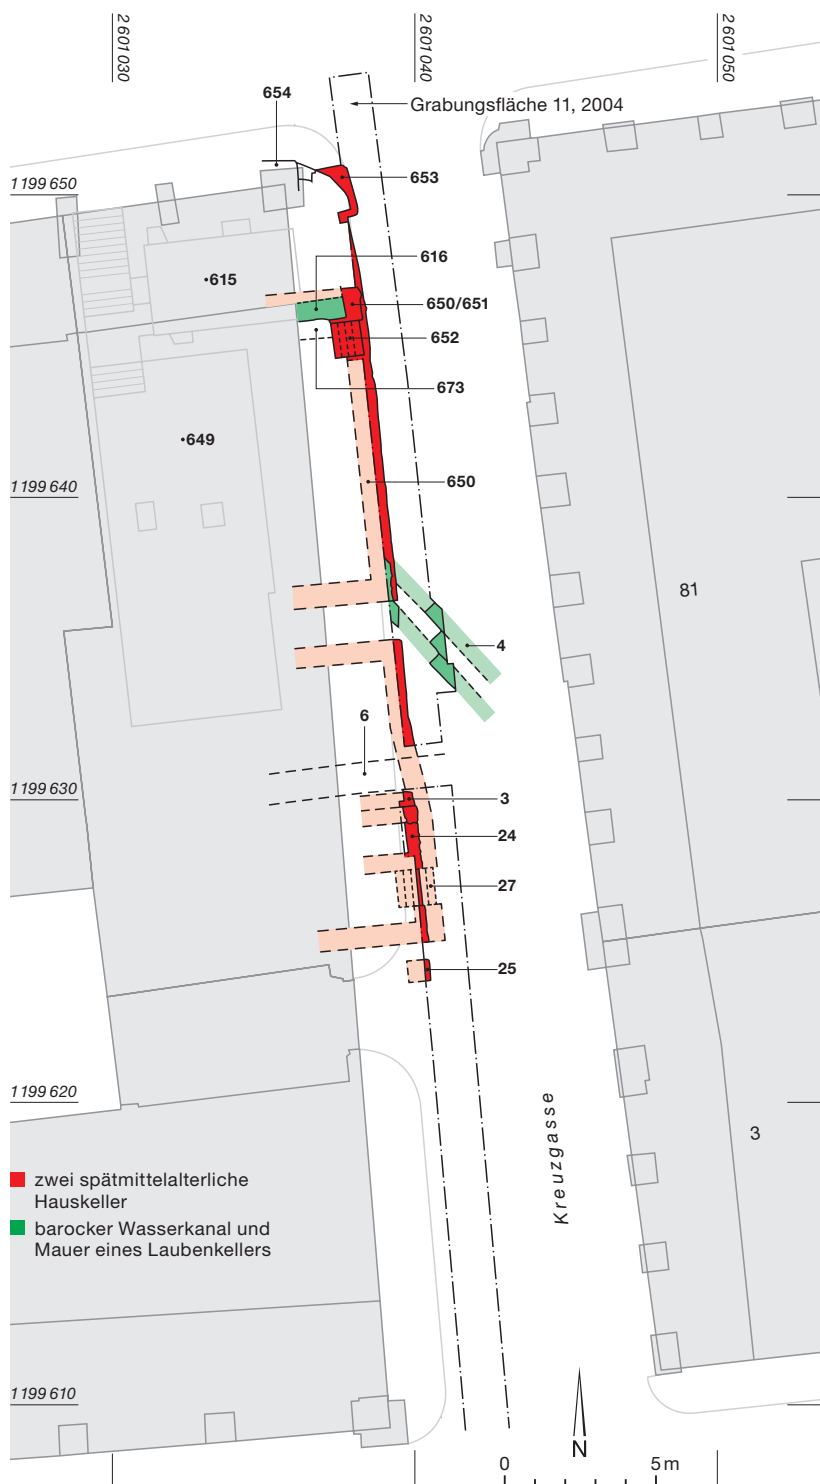 2 601 030
2 601 040
2 601 050
654
Grabungsfläche 11, 2004
1 199 650
653
616
615
650/651
652
673
649
650
1 199 640
81
4
6
1 199 630
3
24
27
25
1 199 620
Kreuzgasse
3
zwei spätmittelalterliche
Hauskeller
barocker Wasserkanal und
Mauer eines Laubenkellers
1 199 610
N
0 5 m